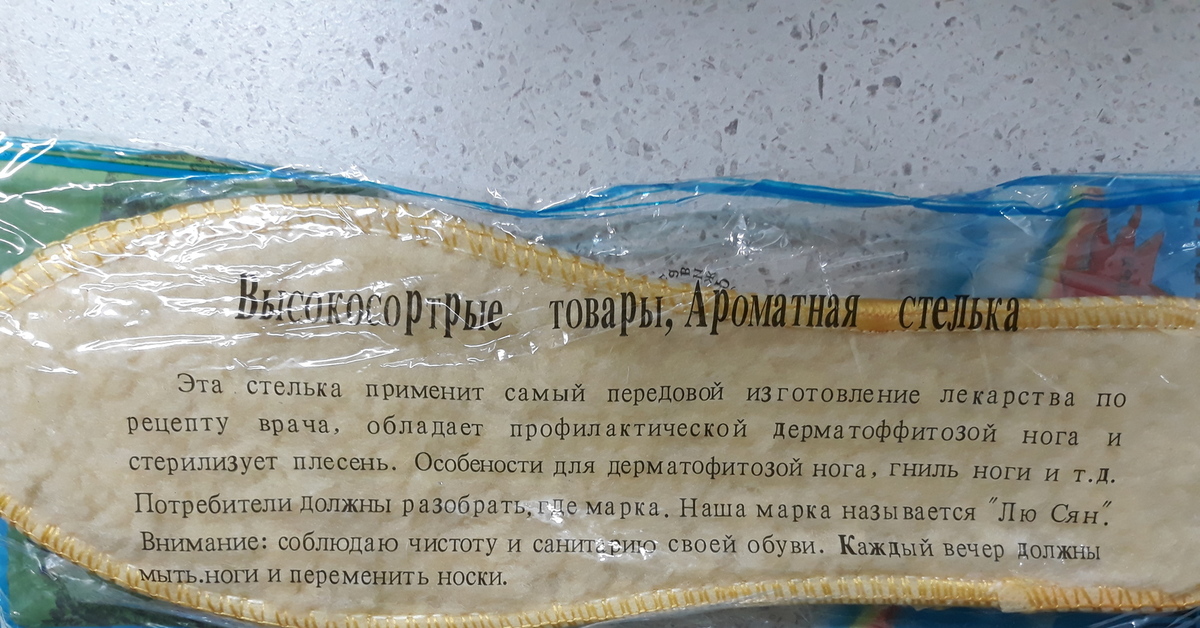 Высокосортрые товары, Ароматная стелька
Эта стелька применит самый передовой изготовление лекарства по
рецепту врача, обладает профилактической дерматоффитозой нога и
стерилизует плесень. Особености для дерматофитозой нога, гниль ноги и т.д.
Потребители должны разобрать, где марка. Наша марка называется "Лю Сян".
Внимание: соблюдаю чистоту и санитарию своей обуви. Каждый вечер должны
мыть.ноги и переменить носки.